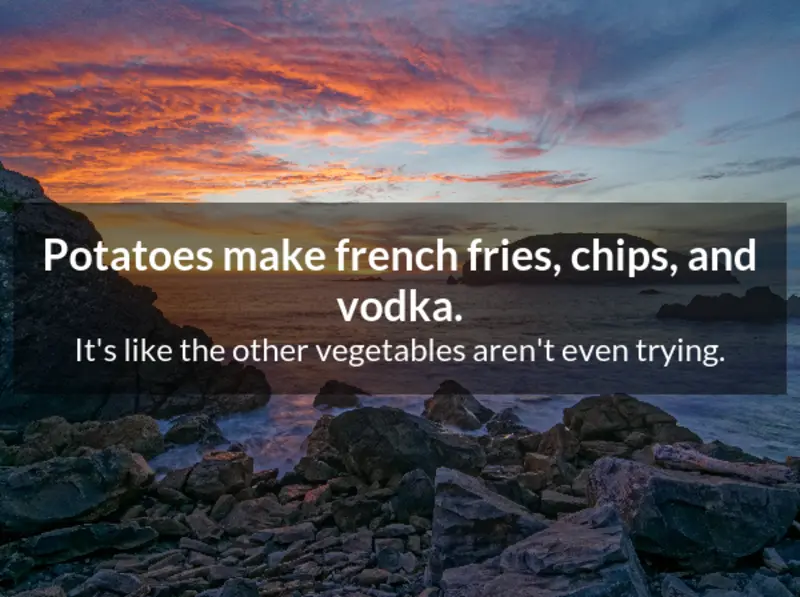 Potatoes make french fries, chips, and
vodka.
It's like the other vegetables aren't even trying.